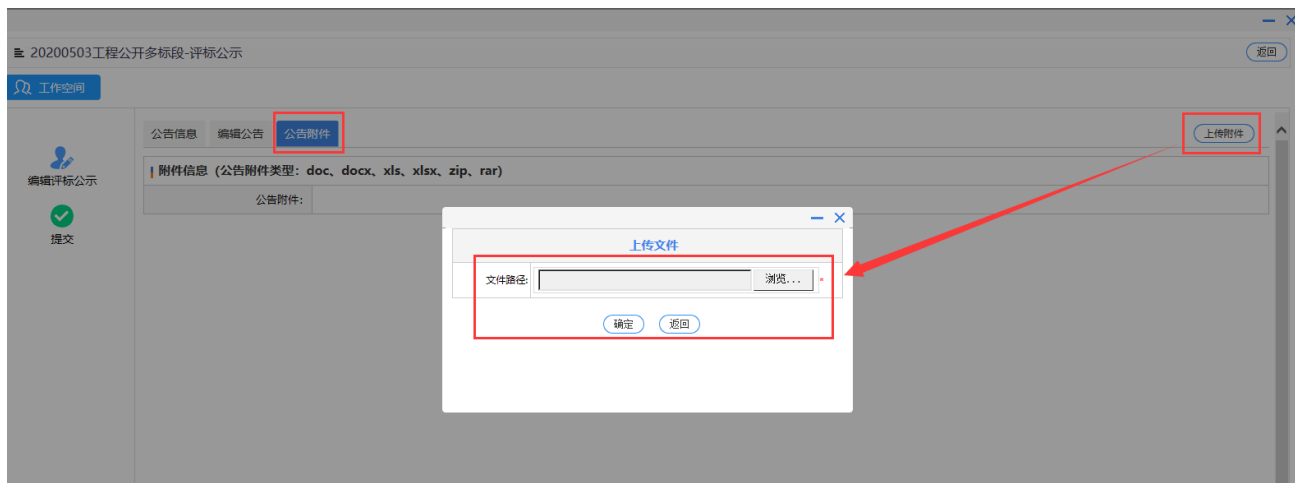 20200503工程公开多标段-评标公示
返回
工作空间
公告信息 编辑公告 公告附件 上传附件
编辑评标公示
提交
附件信息（公告附件类型：doc、docx、xls、xlsx、zip、rar）
公告附件:
上传文件
文件路径: 浏览... *
确定 返回